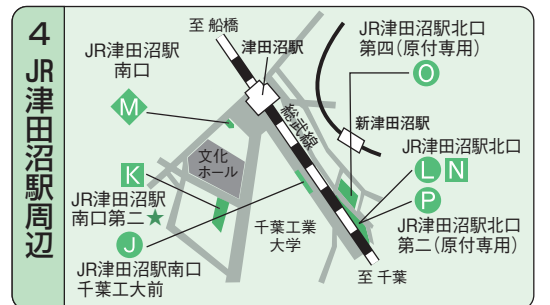 4
JR津田沼駅周辺
至 船橋
津田沼駅
JR津田沼駅
南口
M
JR津田沼駅北口
第四(原付専用)
O
総武線
新津田沼駅
文化
ホール
K
JR津田沼駅
南口第二★
J
JR津田沼駅南口
千葉工大前
千葉工業
大学
JR津田沼駅北口
L N
P
JR津田沼駅北口
第二(原付専用)
至 千葉